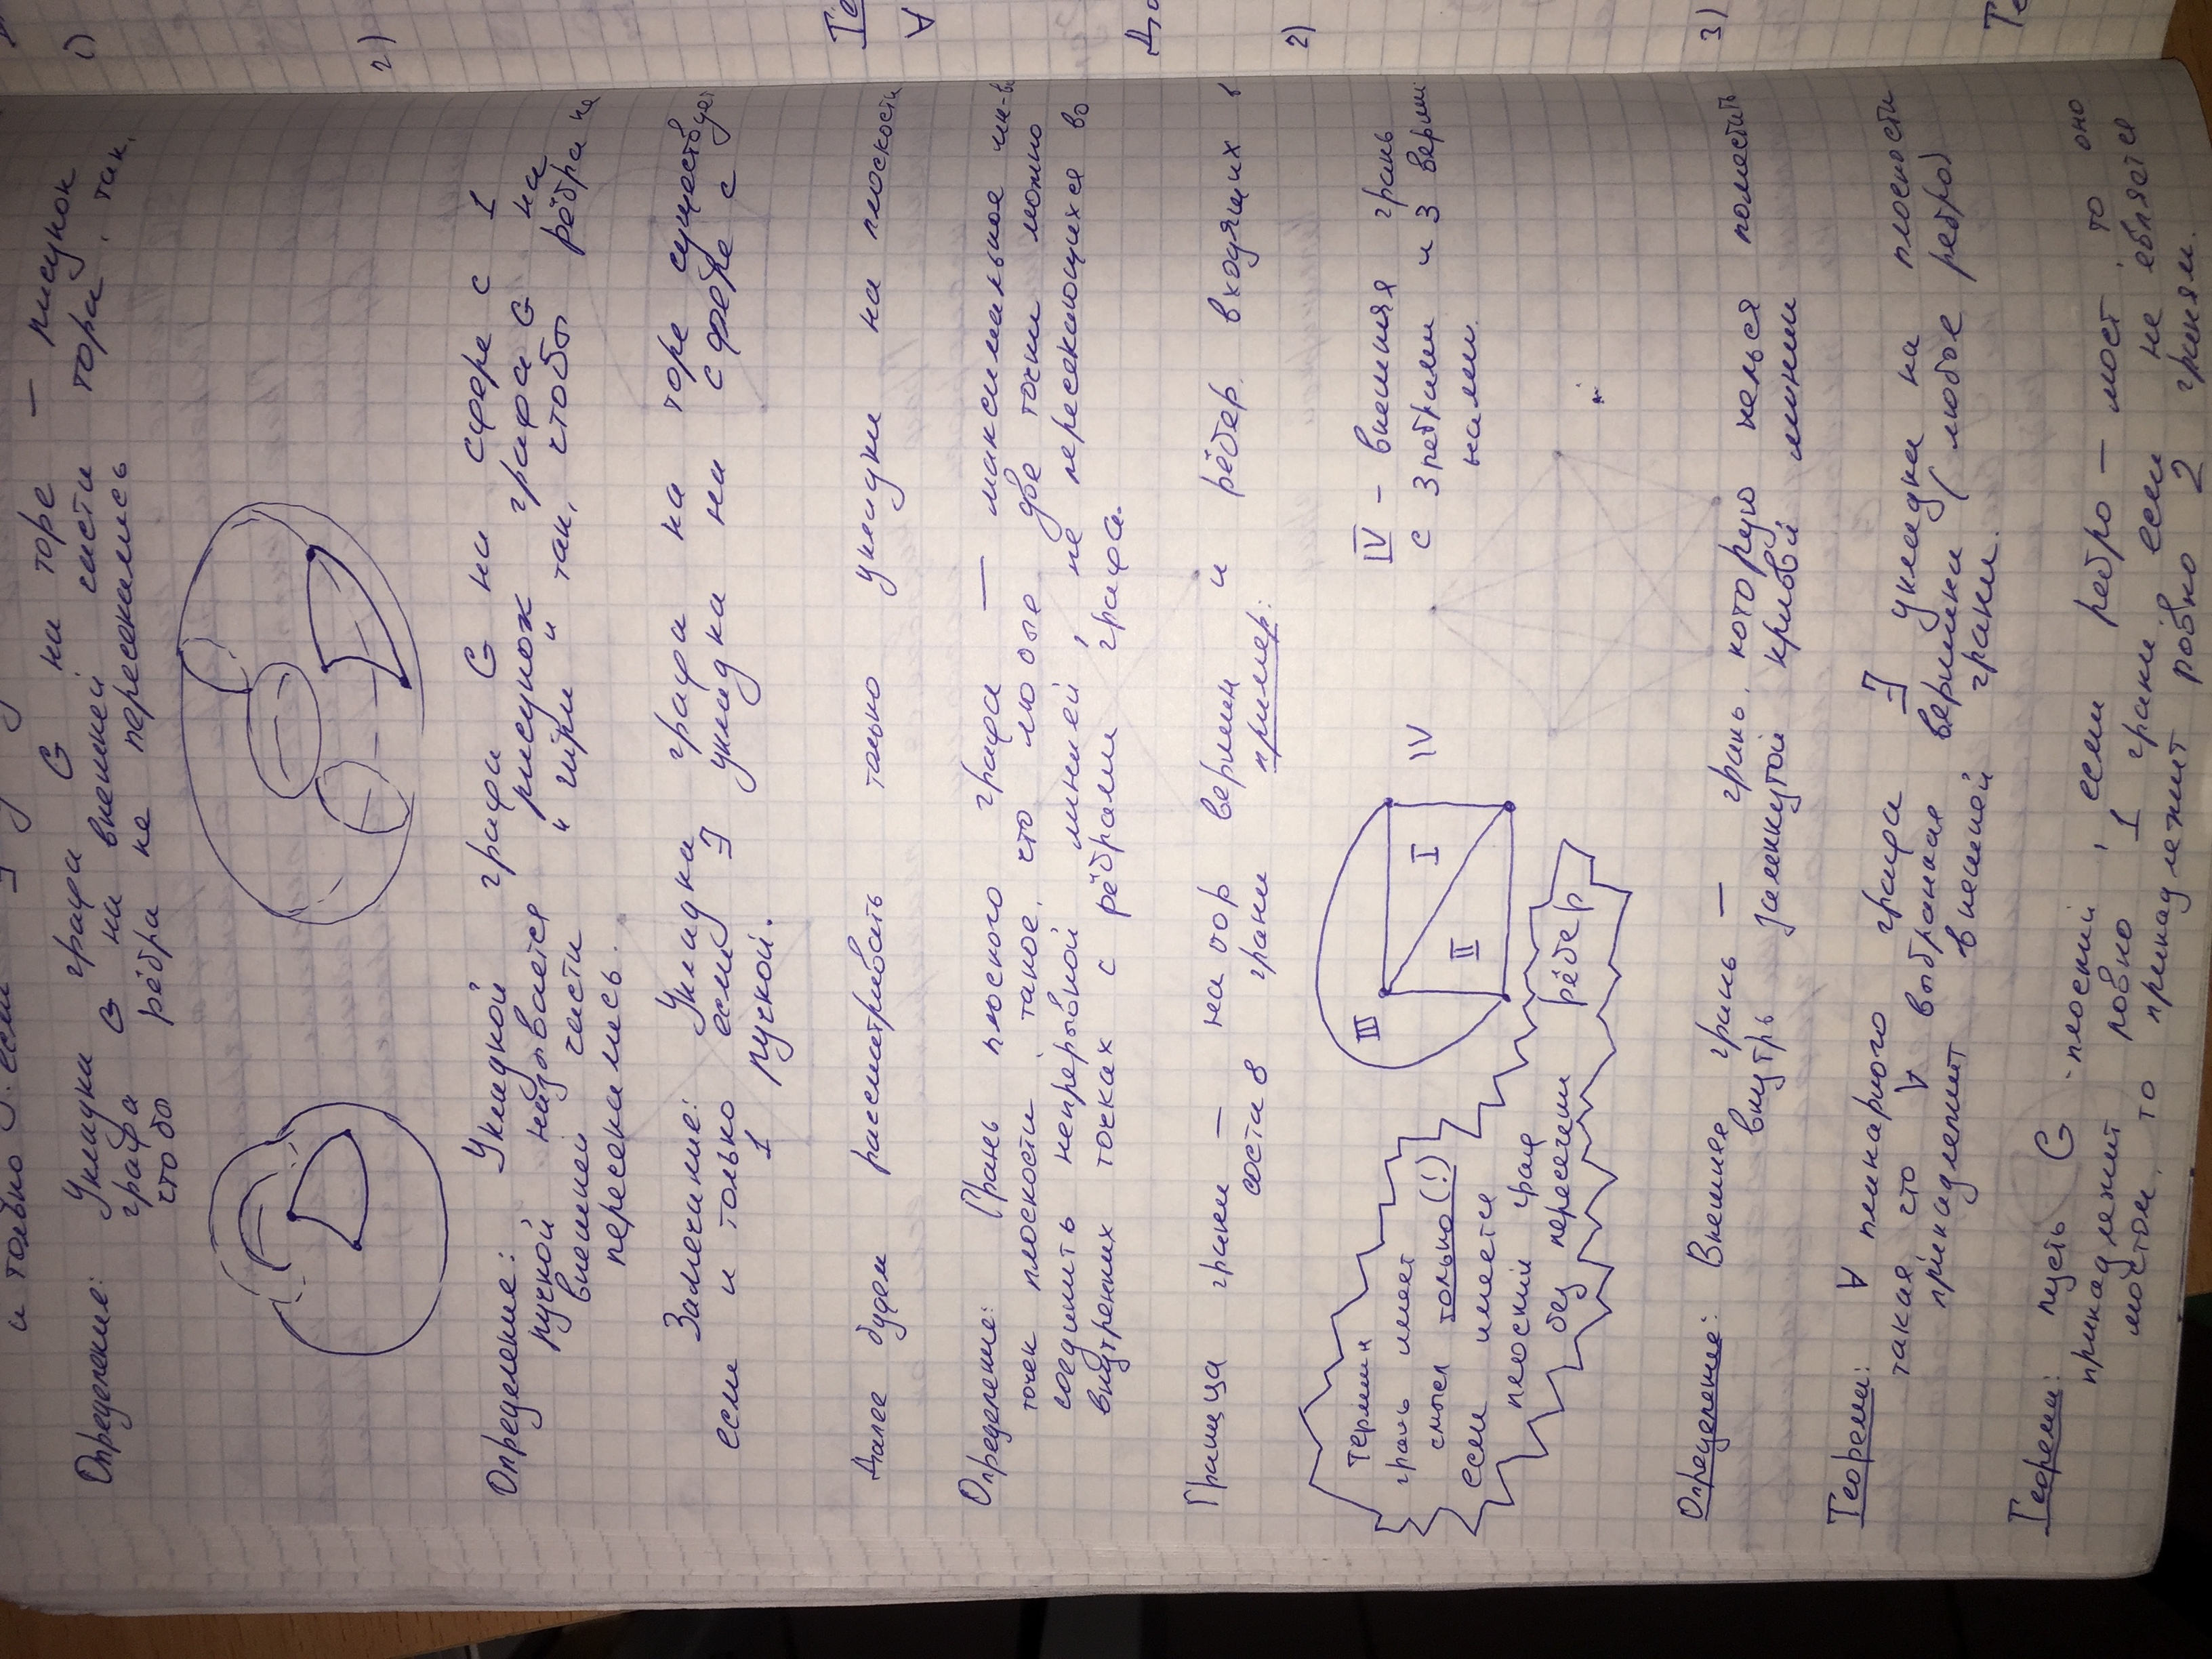 и только если ∃
Определение: Укладка графа G на торе — рисунок
графа G на внешней части тора, так,
чтобы рёбра не пересекались
Определение: Укладкой графа G на сфере с 1
ручкой называется рисунок графа G на
внешней части "гири" так, чтобы рёбра не
пересекались.
Замечание: Укладка графа на торе существует
если и только если ∃ укладка на сфере с
1 ручкой.
Далее будем рассматривать только укладки на плоскости
Определение: Грань плоского графа — максимальное мн-во
точек плоскости, такое, что любые две точки можно
соединить непрерывной линией, не пересекающихся во
внутренних точках с рёбрами графа.
Граница грани — набор вершин и рёбер, входящих в
состав грани пример:
Термин
грань имеет
смысл только(!)
если имеется
плоский граф
без пересечени рёбер
III
I
II
IV
IV – внешняя грань
с 3 ребрами и 3 верши-
нами.
Определение: Внешнее грань — грань, которую нельзя поместить
внутрь замкнутой кривой линии
Теорема: ∀ планарного графа ∃ укладка на плоскости
такая, что ∀ выбранная вершина (любое ребро)
принадлежит внешней грани.
Теорема: пусть G - плоский, если ребро — мост, то оно
принадлежит ровно 1 грани, если не евляется
мостом, то принадлежит ровно 2 граням.
1)
2)
Те
∀
До
2)
3)
Те